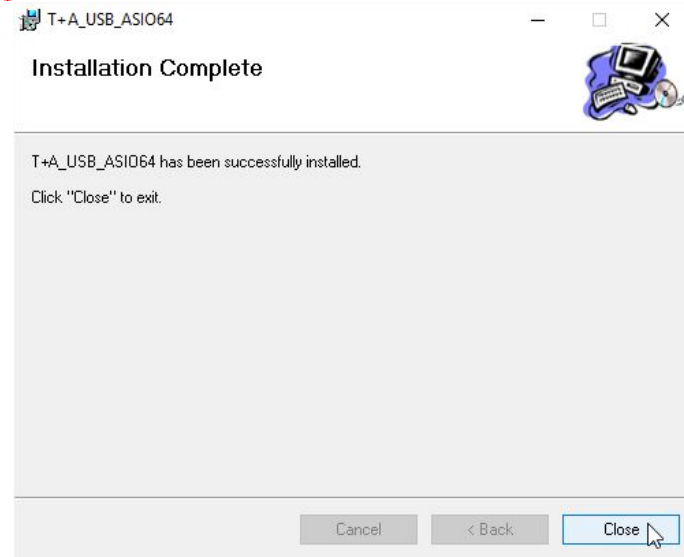 T+A_USB_ASIO64
Installation Complete
T+A_USB_ASIO64 has been successfully installed.
Click "Close" to exit.
Cancel
< Back
Close